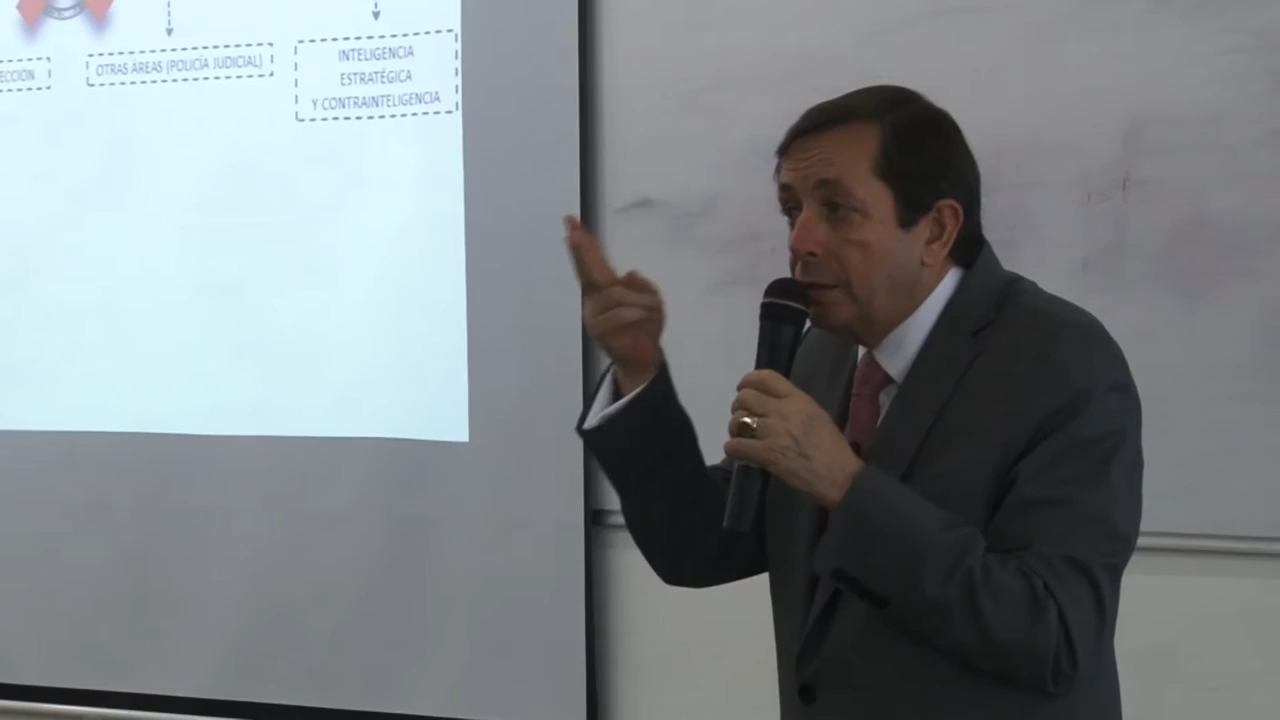 ECCIÓN
OTRAS ÁREAS (POLICÍA JUDICIAL)
INTELIGENCIA
ESTRATÉGICA
Y CONTRAINTELIGENCIA